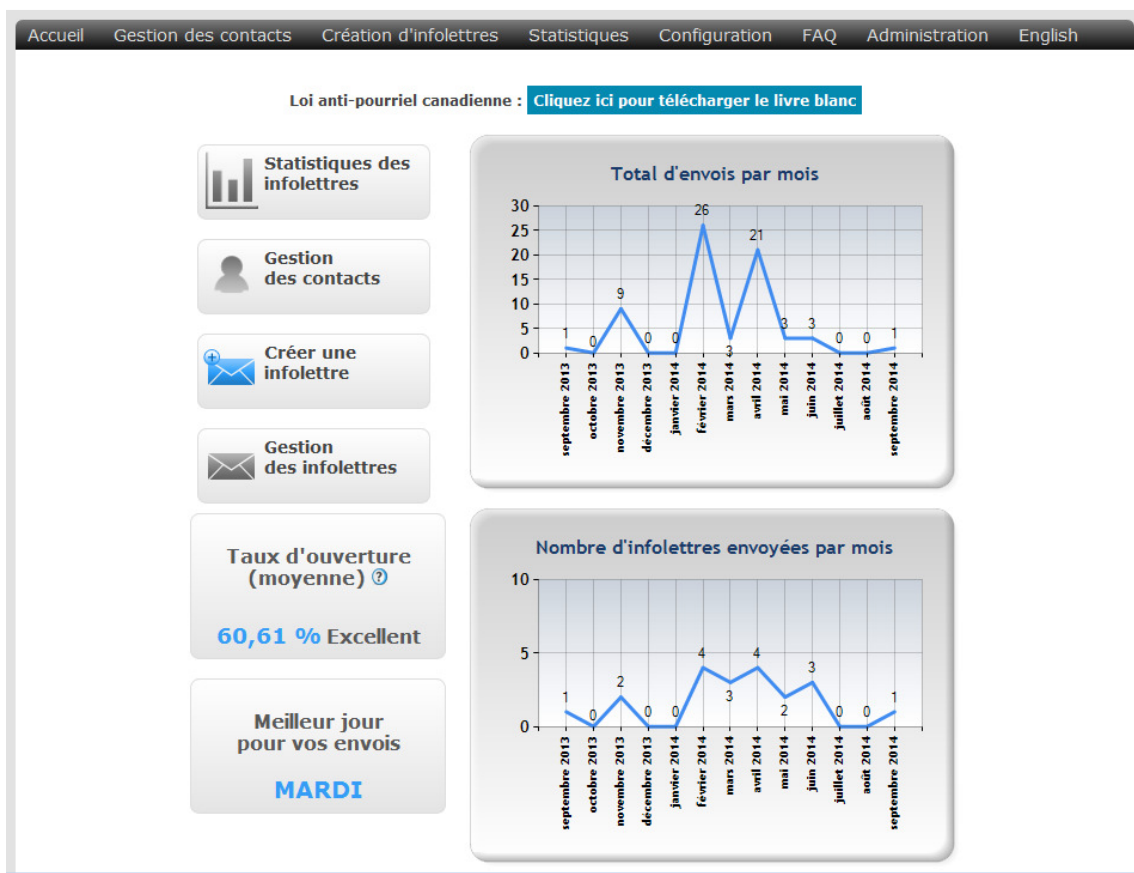 Accueil Gestion des contacts Création d'infolettres Statistiques Configuration FAQ Administration English
Loi anti-pourriel canadienne : Cliquez ici pour télécharger le livre blanc
Statistiques des
infolettres
Gestion
des contacts
Créer une
infolettre
Gestion
des infolettres
Taux d'ouverture
(moyenne) ?
60,61 % Excellent
Meilleur jour
pour vos envois
MARDI
Total d'envois par mois
30
25
20
15
10
5
0
1
0
9
0
0
26
3
21
3
3
0
0
1
septembre 2013
octobre 2013
novembre 2013
décembre 2013
janvier 2014
février 2014
mars 2014
avril 2014
mai 2014
juin 2014
juillet 2014
août 2014
septembre 2014
Nombre d'infolettres envoyées par mois
10
5
0
1
0
2
0
0
4
3
4
2
3
0
0
1
septembre 2013
octobre 2013
novembre 2013
décembre 2013
janvier 2014
février 2014
mars 2014
avril 2014
mai 2014
juin 2014
juillet 2014
août 2014
septembre 2014